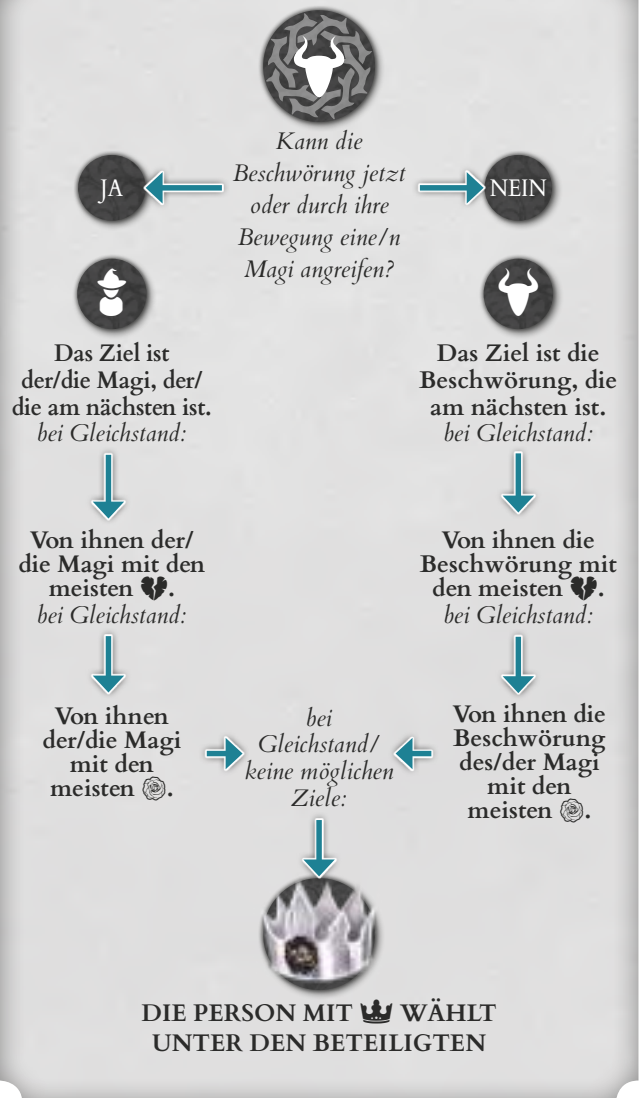 Kann die
Beschwörung jetzt
oder durch ihre
Bewegung eine/n
Magi angreifen?
JA
Das Ziel ist
der/die Magi, der/
die am nächsten ist.
bei Gleichstand:
Von ihnen der/
die Magi mit den
meisten .
bei Gleichstand:
Von ihnen
der/die Magi
mit den
meisten .
NEIN
Das Ziel ist die
Beschwörung, die
am nächsten ist.
bei Gleichstand:
Von ihnen die
Beschwörung mit
den meisten .
bei Gleichstand:
Von ihnen die
Beschwörung
des/der Magi
mit den
meisten .
bei
Gleichstand/
keine möglichen
Ziele:
DIE PERSON MIT WÄHLT
UNTER DEN BETEILIGTEN